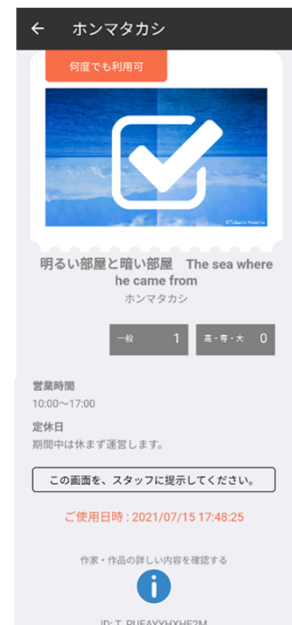 ホンマタカシ
何度でも利用可
©Takashi Homma
明るい部屋と暗い部屋　The sea where
he came from
ホンマタカシ
一般 1 高・専・大 0
営業時間
10:00～17:00
定休日
期間中は休まず運営します。
この画面を、スタッフに提示してください。
ご使用日時 : 2021/07/15 17:48:25
作家・作品の詳しい内容を確認する
i